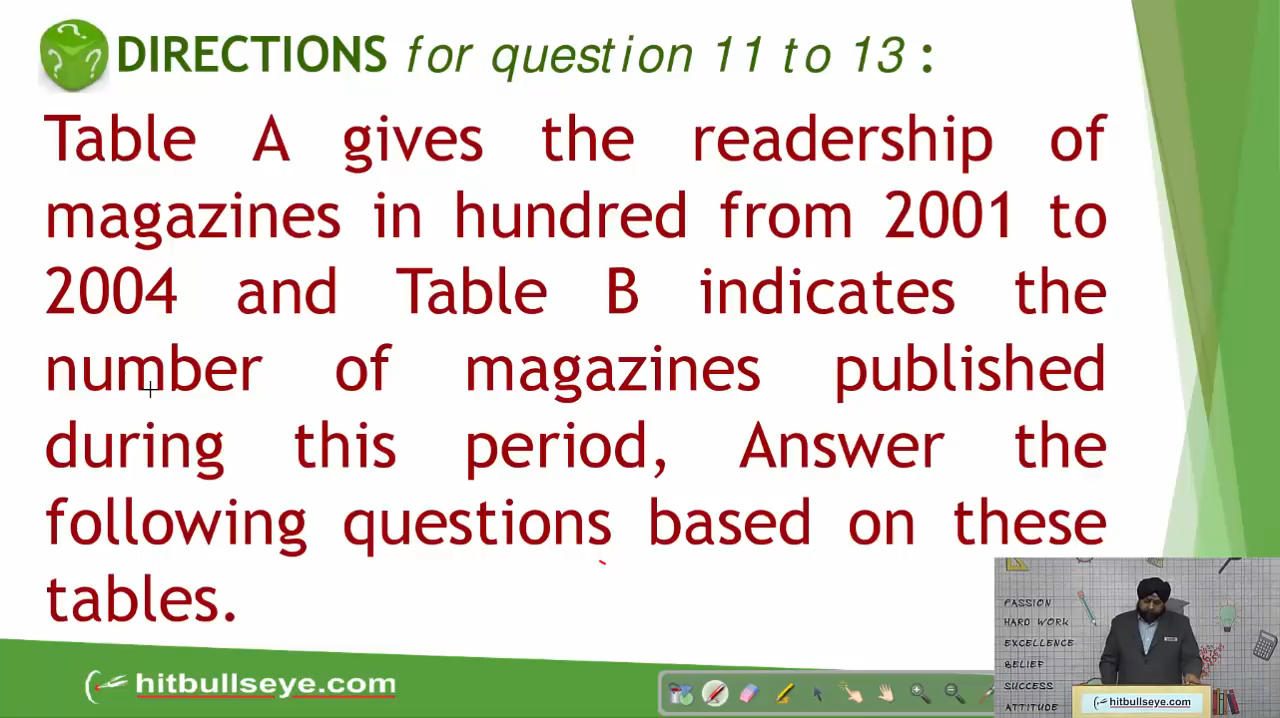 DIRECTIONS for question 11 to 13 :
Table A gives the readership of
magazines in hundred from 2001 to
2004 and Table B indicates the
number of magazines published
during this period, Answer the
following questions based on these
tables.
hitbullseye.com
PASSION
HARD WORK
EXCELLENCE
BELIEF
SUCCESS
ATTITUDE
hitbullseye.com